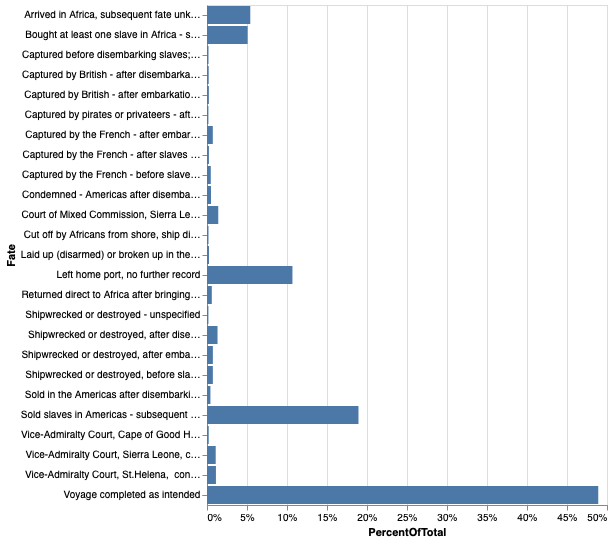 Arrived in Africa, subsequent fate unk…
Bought at least one slave in Africa - s…
Captured before disembarking slaves;…
Captured by British - after disembarka…
Captured by British - after embarkatio…
Captured by pirates or privateers - aft…
Captured by the French - after embar…
Captured by the French - after slaves …
Captured by the French - before slave…
Condemned - Americas after disemba…
Court of Mixed Commission, Sierra Le…
Cut off by Africans from shore, ship di…
Laid up (disarmed) or broken up in the…
Left home port, no further record
Returned direct to Africa after bringing…
Shipwrecked or destroyed - unspecified
Shipwrecked or destroyed, after dise…
Shipwrecked or destroyed, after emba…
Shipwrecked or destroyed, before sla…
Sold in the Americas after disembarki…
Sold slaves in Americas - subsequent …
Vice-Admiralty Court, Cape of Good H…
Vice-Admiralty Court, Sierra Leone, c…
Vice-Admiralty Court, St.Helena,  con…
Voyage completed as intended
Fate
0% 5% 10% 15% 20% 25% 30% 35% 40% 45% 50%
PercentOfTotal